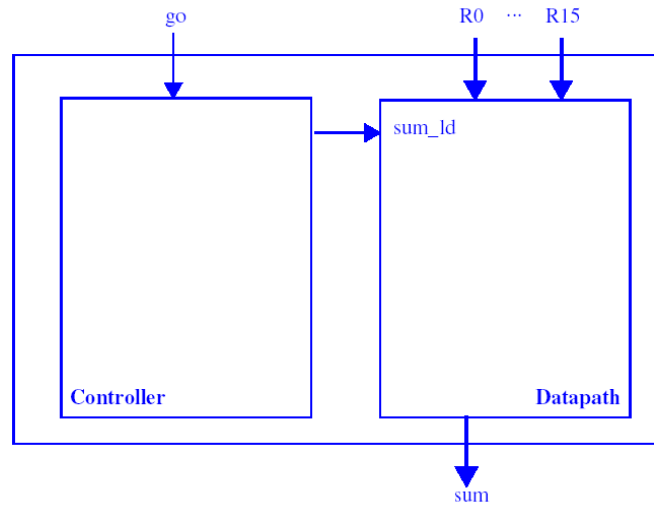 go
R0 ... R15
sum_ld
Controller
Datapath
sum